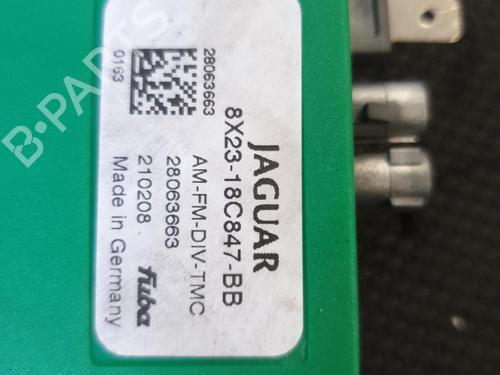 JAGUAR
8X23-18C847-BB
AM-FM-DIV-TMC
28063663
210208
Made in Germany
fuba
28063663
0163
B-PARTS